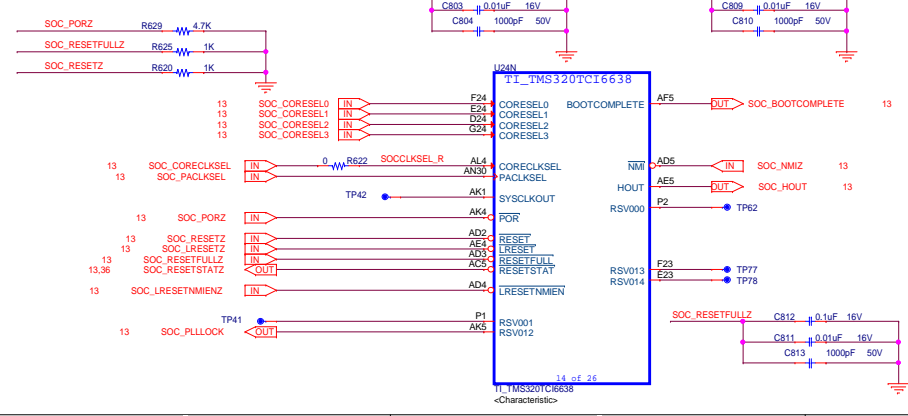 C803 0.01uF 16V
C804 1000pF 50V
C809 0.01uF 16V
C810 1000pF 50V
SOC_PORZ R629 4.7K
SOC_RESETFULLZ R625 1K
SOC_RESETZ R620 1K
U24N
TI_TMS320TCI6638
13 SOC_CORESEL0 IN F24 CORESEL0
13 SOC_CORESEL1 IN E24 CORESEL1
13 SOC_CORESEL2 IN D24 CORESEL2
13 SOC_CORESEL3 IN G24 CORESEL3
BOOTCOMPLETE AF5 OUT SOC_BOOTCOMPLETE 13
13 SOC_CORECLKSEL IN 0 R622 SOCCLKSEL_R AL4 CORECLKSEL
13 SOC_PACLKSEL IN AN30 PACLKSEL
NMI AD5 IN SOC_NMIZ 13
TP42 AK1 SYSCLKOUT
HOUT AE5 OUT SOC_HOUT 13
13 SOC_PORZ IN AK4 POR
RSV000 P2 TP62
13 SOC_RESETZ IN AD2 RESET
13 SOC_LRESETZ IN AE4 LRESET
13 SOC_RESETFULLZ IN AD3 RESETFULL
13,36 SOC_RESETSTATZ OUT AC5 RESETSTAT
RSV013 F23 TP77
RSV014 E23 TP78
13 SOC_LRESETNMIENZ IN AD4 LRESETNMIEN
TP41 P1 RSV001
13 SOC_PLLLOCK OUT AK5 RSV012
SOC_RESETFULLZ C812 0.1uF 16V
C811 0.01uF 16V
C813 1000pF 50V
14 of 26
TI_TMS320TCI6638
<Characteristic>